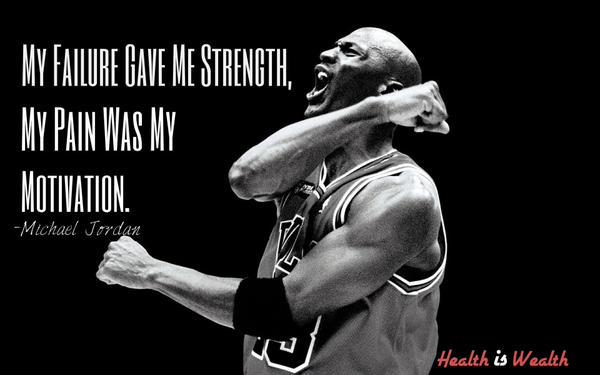 My Failure Gave Me Strength,
My Pain Was My
Motivation.
-Michael Jordan
Health is Wealth